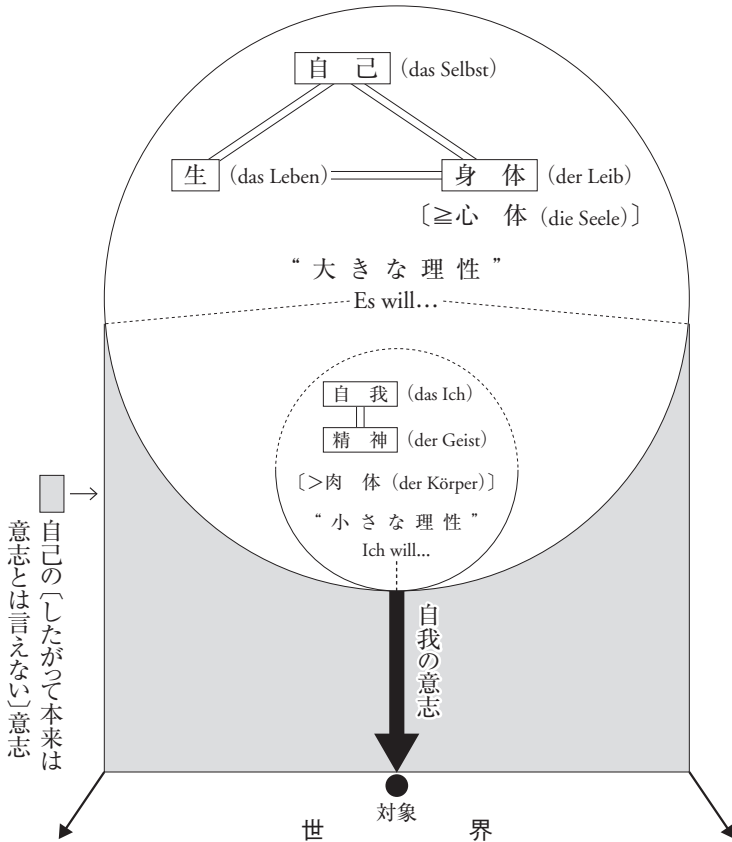 自 己 (das Selbst)
生 (das Leben)
身 体 (der Leib)
〔≧心 体 (die Seele)〕
“ 大 き な 理 性 ”
Es will...
自 我 (das Ich)
精 神 (der Geist)
〔＞肉 体 (der Körper)〕
“ 小 さ な 理 性 ”
Ich will...
自我の意志
自己の〔したがって本来は
意志とは言えない〕意志
対象
世 界